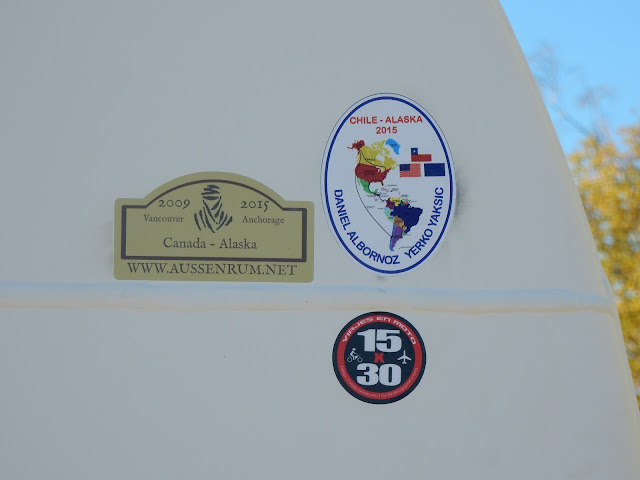 2009 2015
Vancouver Anchorage
Canada - Alaska
WWW.AUSSENRUM.NET
CHILE - ALASKA
2015
DANIEL ALBORNOZ YERKO YAKSIC
VIAJES EN MOTO
15
X
30